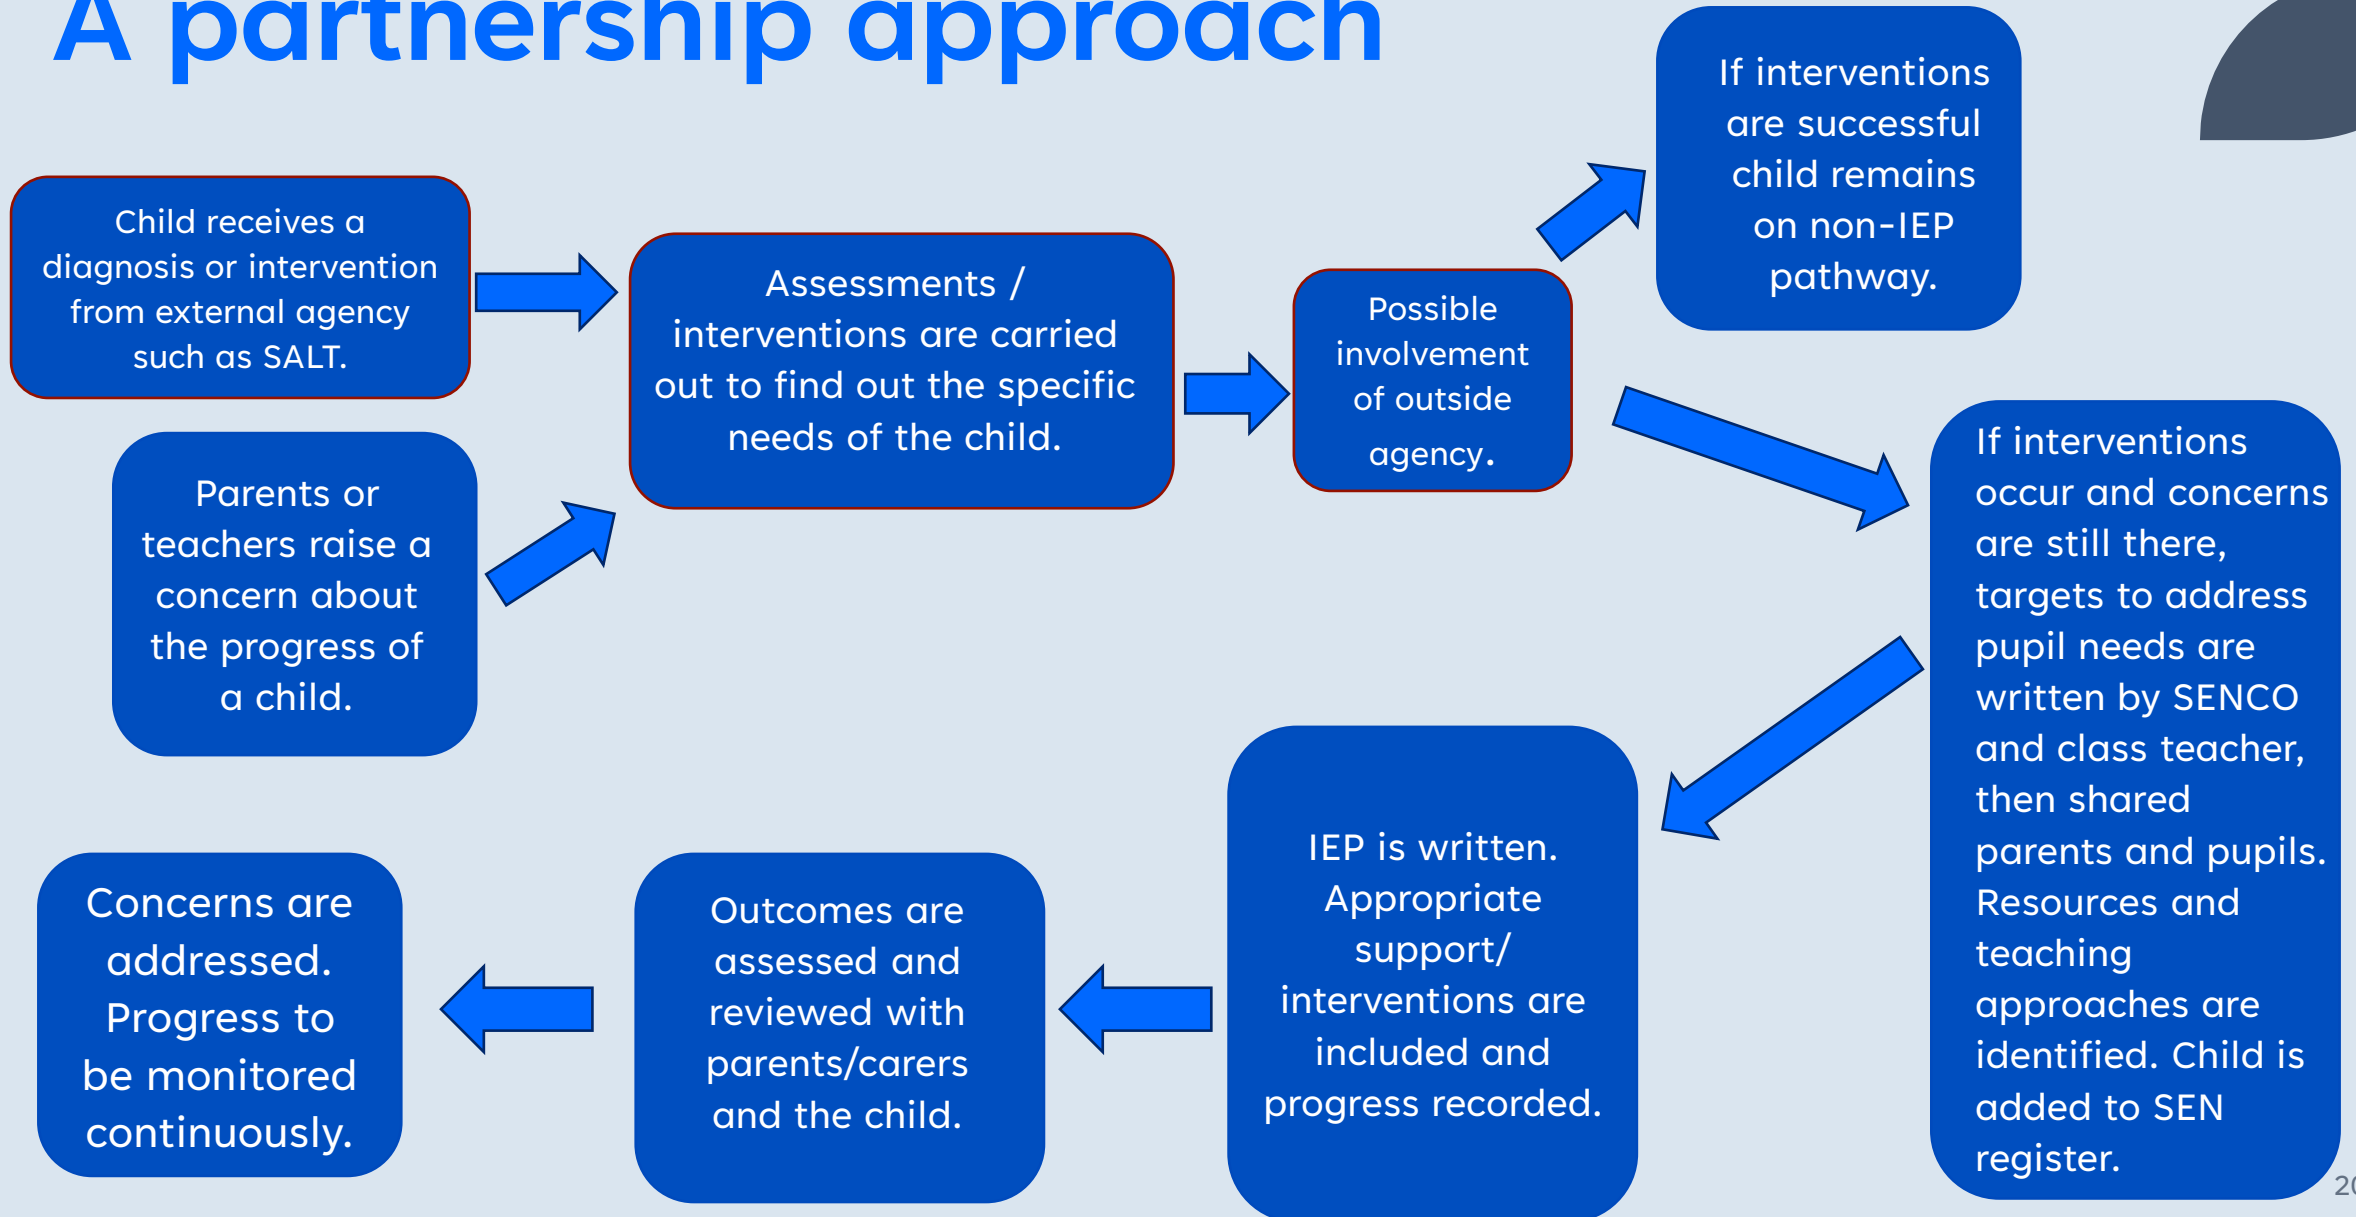 A partnership approach
Child receives a
diagnosis or intervention
from external agency
such as SALT.
Parents or
teachers raise a
concern about
the progress of
a child.
Assessments /
interventions are carried
out to find out the specific
needs of the child.
Possible
involvement
of outside
agency.
If interventions
are successful
child remains
on non-IEP
pathway.
If interventions
occur and concerns
are still there,
targets to address
pupil needs are
written by SENCO
and class teacher,
then shared
parents and pupils.
Resources and
teaching
approaches are
identified. Child is
added to SEN
register.
IEP is written.
Appropriate
support/
interventions are
included and
progress recorded.
Outcomes are
assessed and
reviewed with
parents/carers
and the child.
Concerns are
addressed.
Progress to
be monitored
continuously.